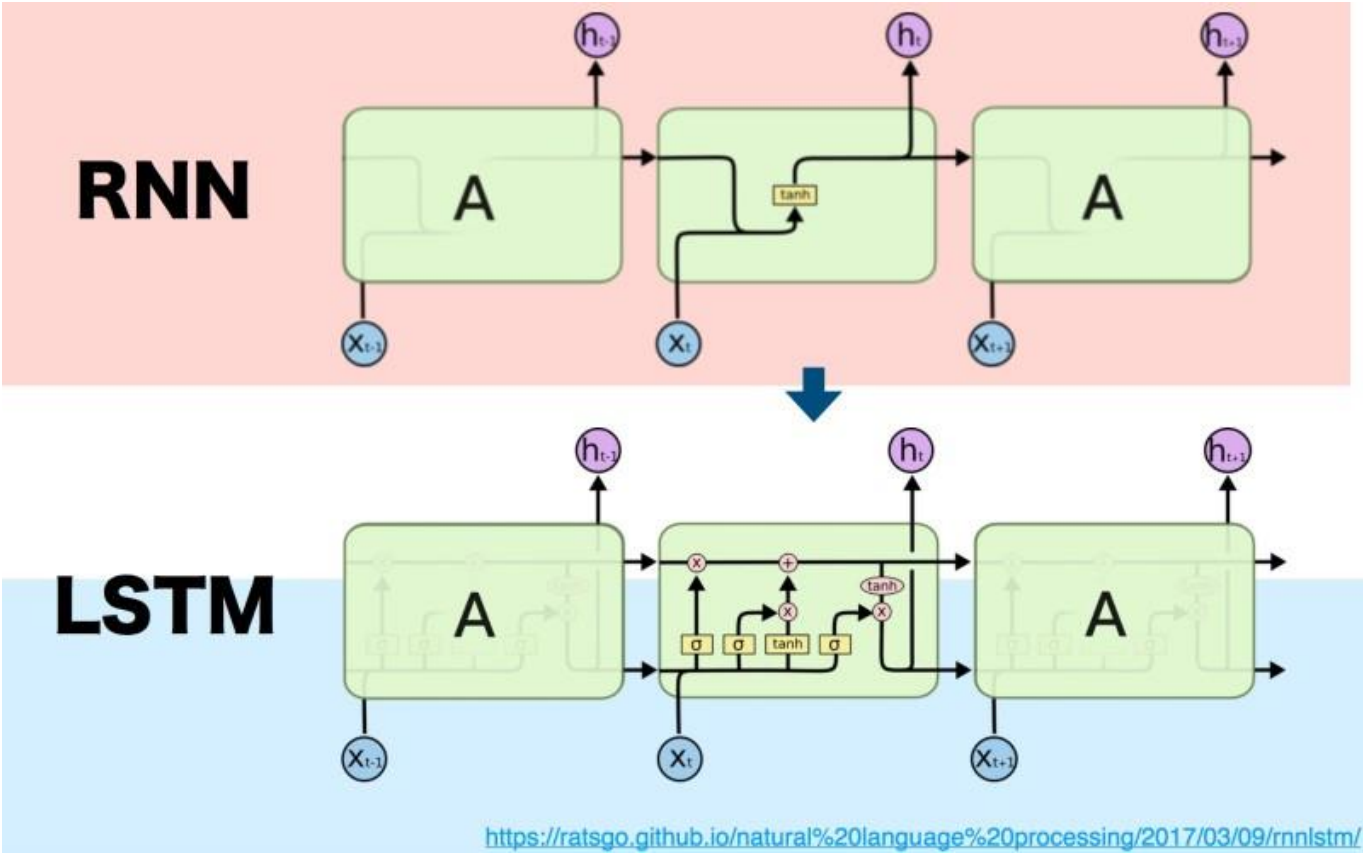 h t-1 h t h t+1
RNN
A tanh A
x t-1 x t x t+1
h t-1 h t h t+1
x + tanh
x x
LSTM
A σ σ tanh σ A
x t-1 x t x t+1
https://ratsgo.github.io/natural%20language%20processing/2017/03/09/rnnlstm/